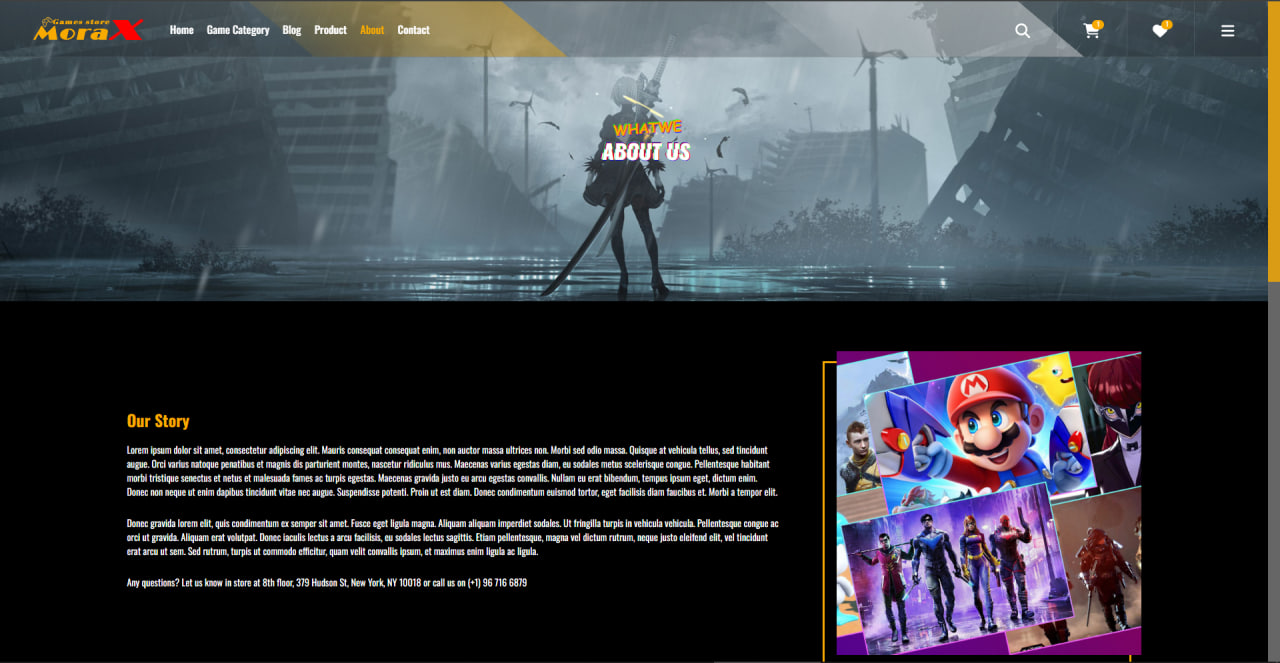 Games store
MoraX
Home Game Category Blog Product About Contact
1
1
WHAT WE
ABOUT US
Our Story
Lorem ipsum dolor sit amet, consectetur adipiscing elit. Mauris consequat consequat enim, non auctor massa ultrices non. Morbi sed odio massa. Quisque at vehicula tellus, sed tincidunt
augue. Orci varius natoque penatibus et magnis dis parturient montes, nascetur ridiculus mus. Maecenas varius egestas diam, eu sodales metus scelerisque congue. Pellentesque habitant
morbi tristique senectus et netus et malesuada fames ac turpis egestas. Maecenas gravida justo eu arcu egestas convallis. Nullam eu erat bibendum, tempus ipsum eget, dictum enim.
Donec non neque ut enim dapibus tincidunt vitae nec augue. Suspendisse potenti. Proin ut est diam. Donec condimentum euismod tortor, eget facilisis diam faucibus et. Morbi a tempor elit.
Donec gravida lorem elit, quis condimentum ex semper sit amet. Fusce eget ligula magna. Aliquam aliquam imperdiet sodales. Ut fringilla turpis in vehicula vehicula. Pellentesque congue ac
orci ut gravida. Aliquam erat volutpat. Donec iaculis lectus a arcu facilisis, eu sodales lectus sagittis. Etiam pellentesque, magna vel dictum rutrum, neque justo eleifend elit, vel tincidunt
erat arcu ut sem. Sed rutrum, turpis ut commodo efficitur, quam velit convallis ipsum, et maximus enim ligula ac ligula.
Any questions? Let us know in store at 8th floor, 379 Hudson St, New York, NY 10018 or call us on (+1) 96 716 6879
M